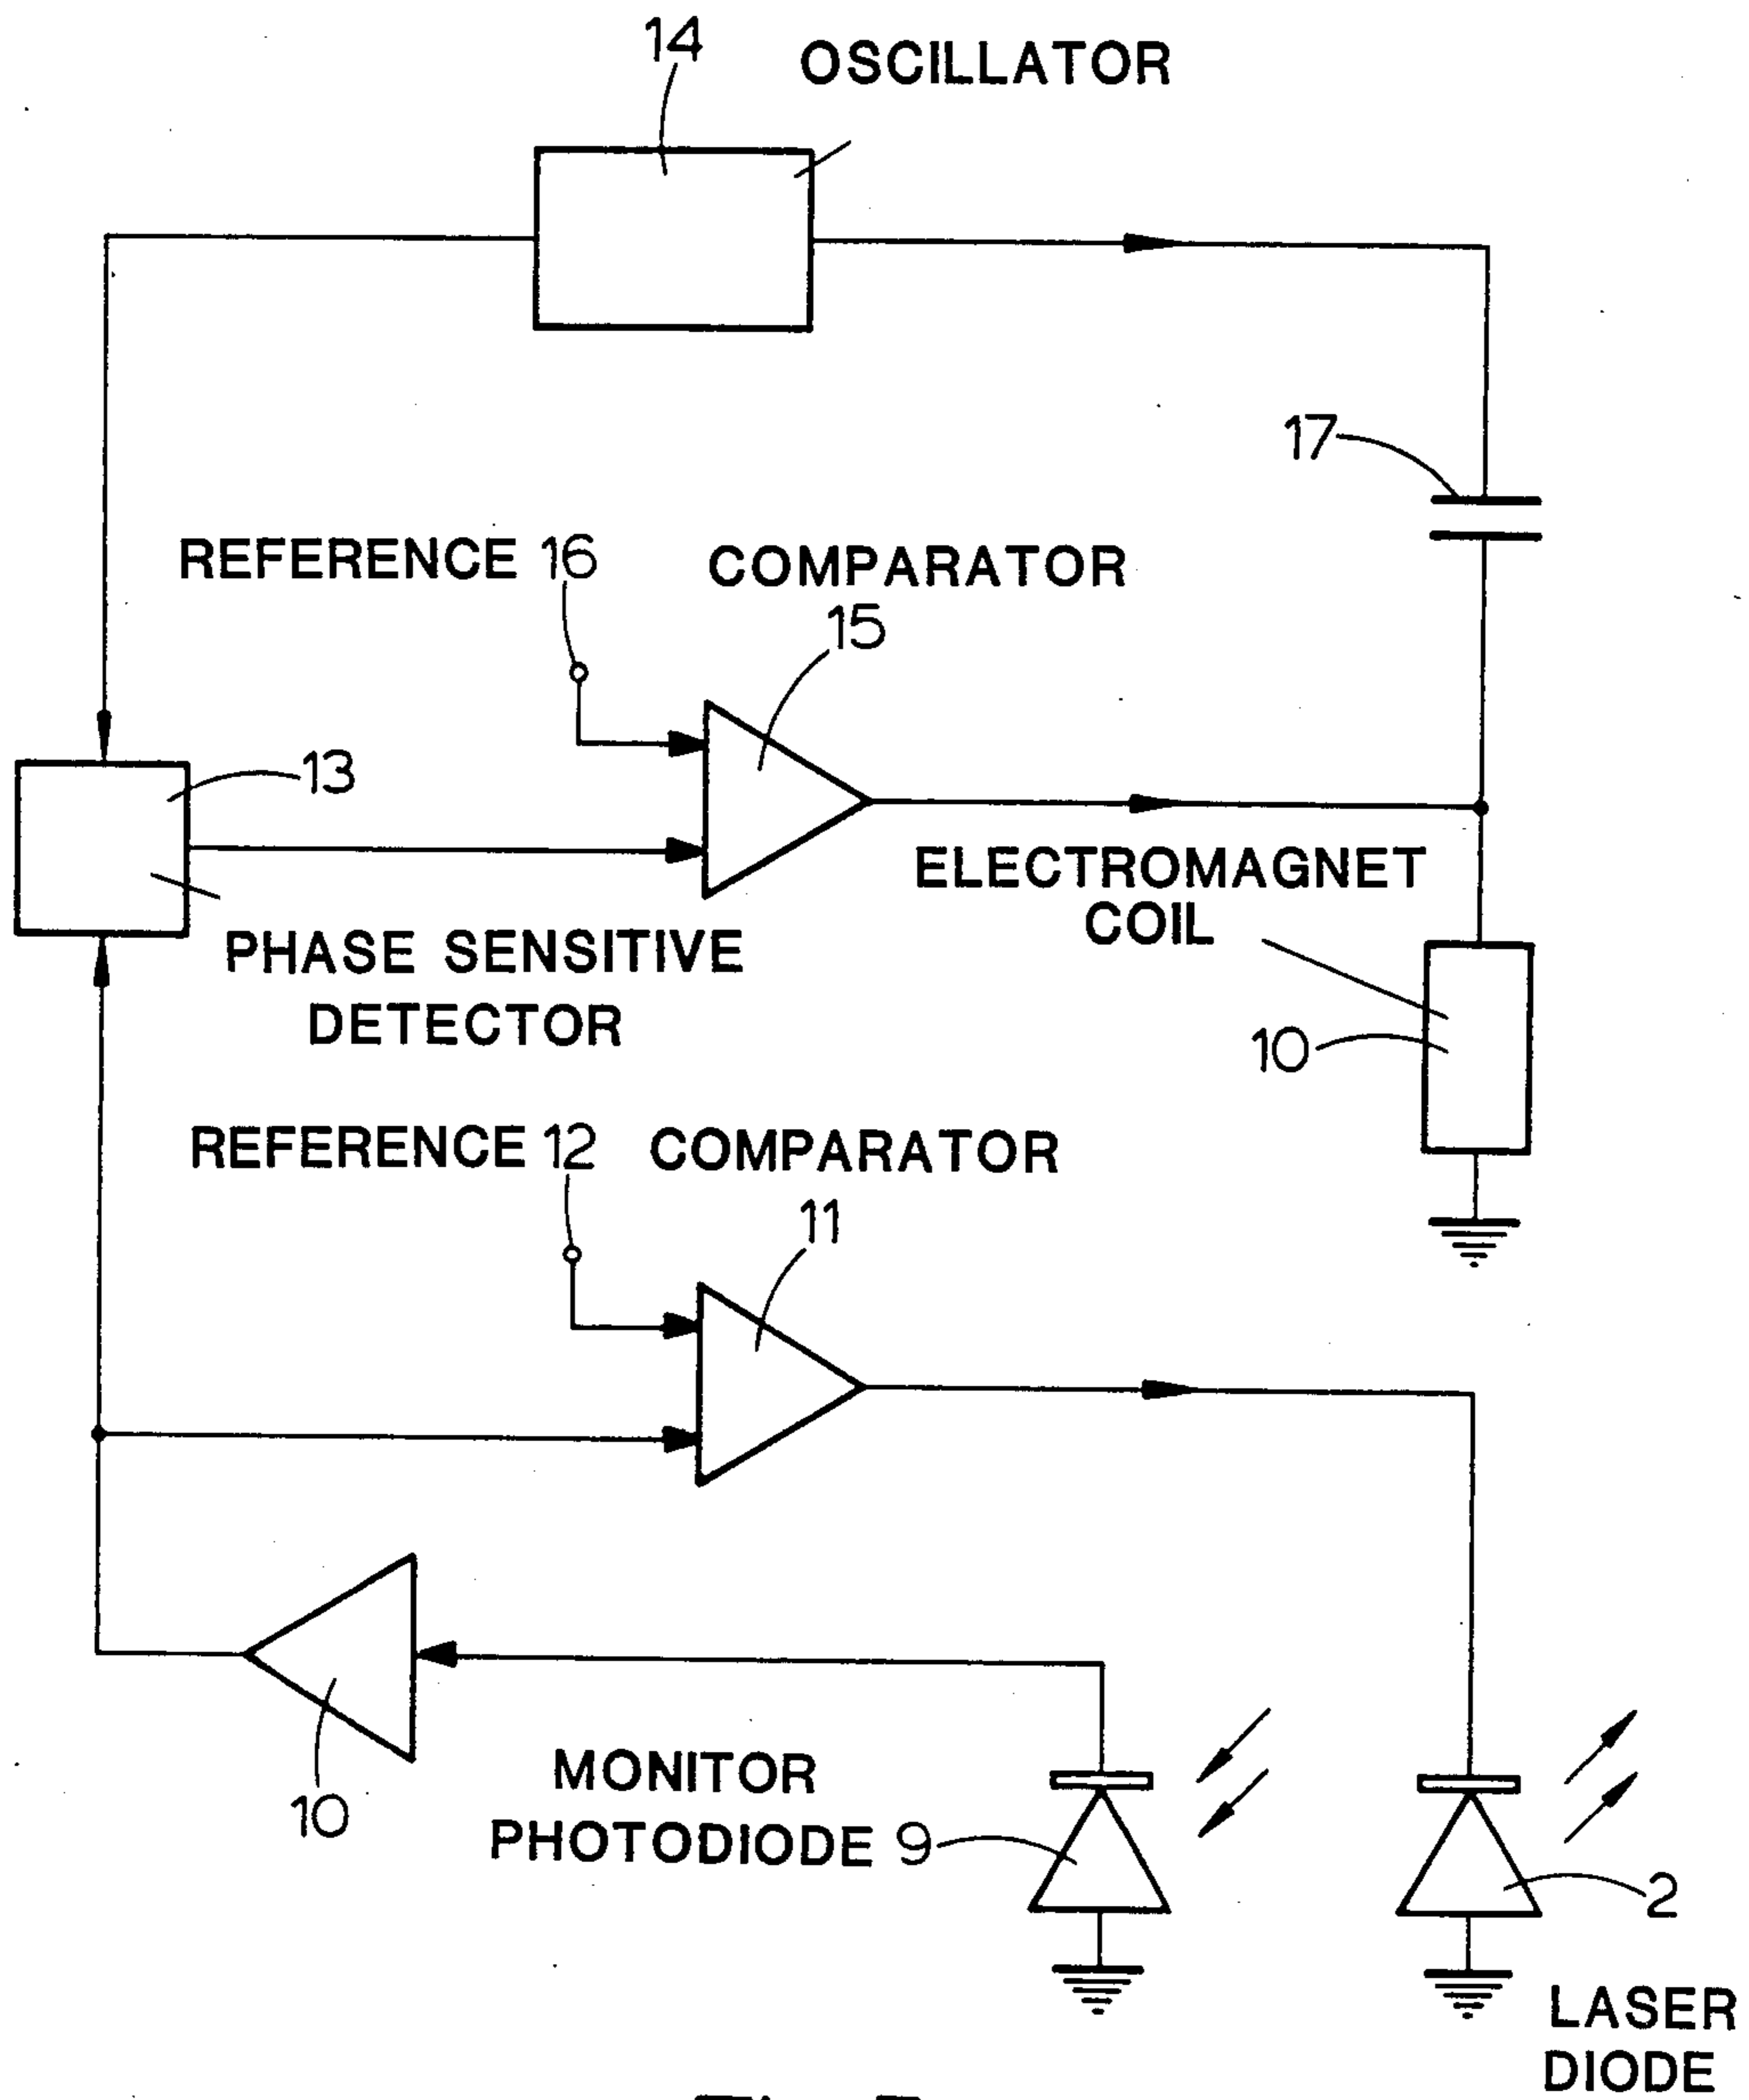 14
OSCILLATOR
17
REFERENCE 16
COMPARATOR
15
13
ELECTROMAGNET
COIL
PHASE SENSITIVE
DETECTOR
10
REFERENCE 12
COMPARATOR
11
10
MONITOR
PHOTODIODE 9
2
LASER
DIODE